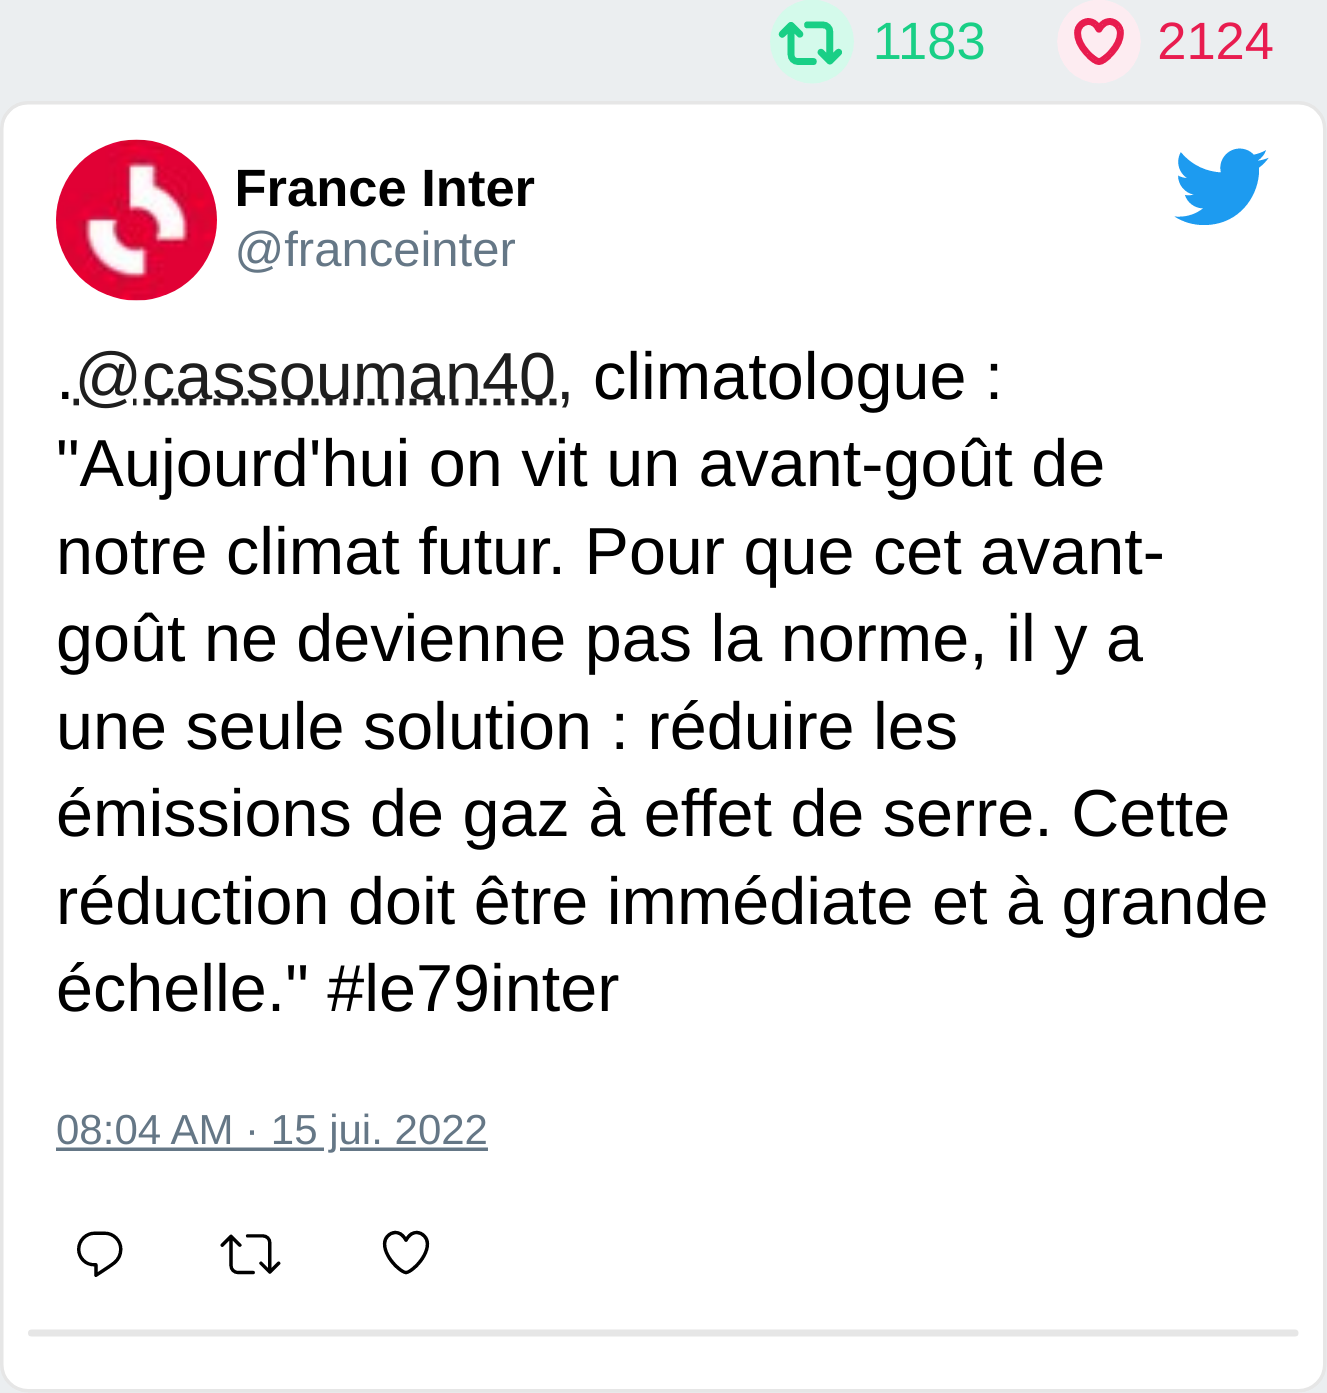 1183 2124
France Inter
@franceinter
.@cassouman40, climatologue :
"Aujourd'hui on vit un avant-goût de
notre climat futur. Pour que cet avant-
goût ne devienne pas la norme, il y a
une seule solution : réduire les
émissions de gaz à effet de serre. Cette
réduction doit être immédiate et à grande
échelle." #le79inter
08:04 AM · 15 jui. 2022